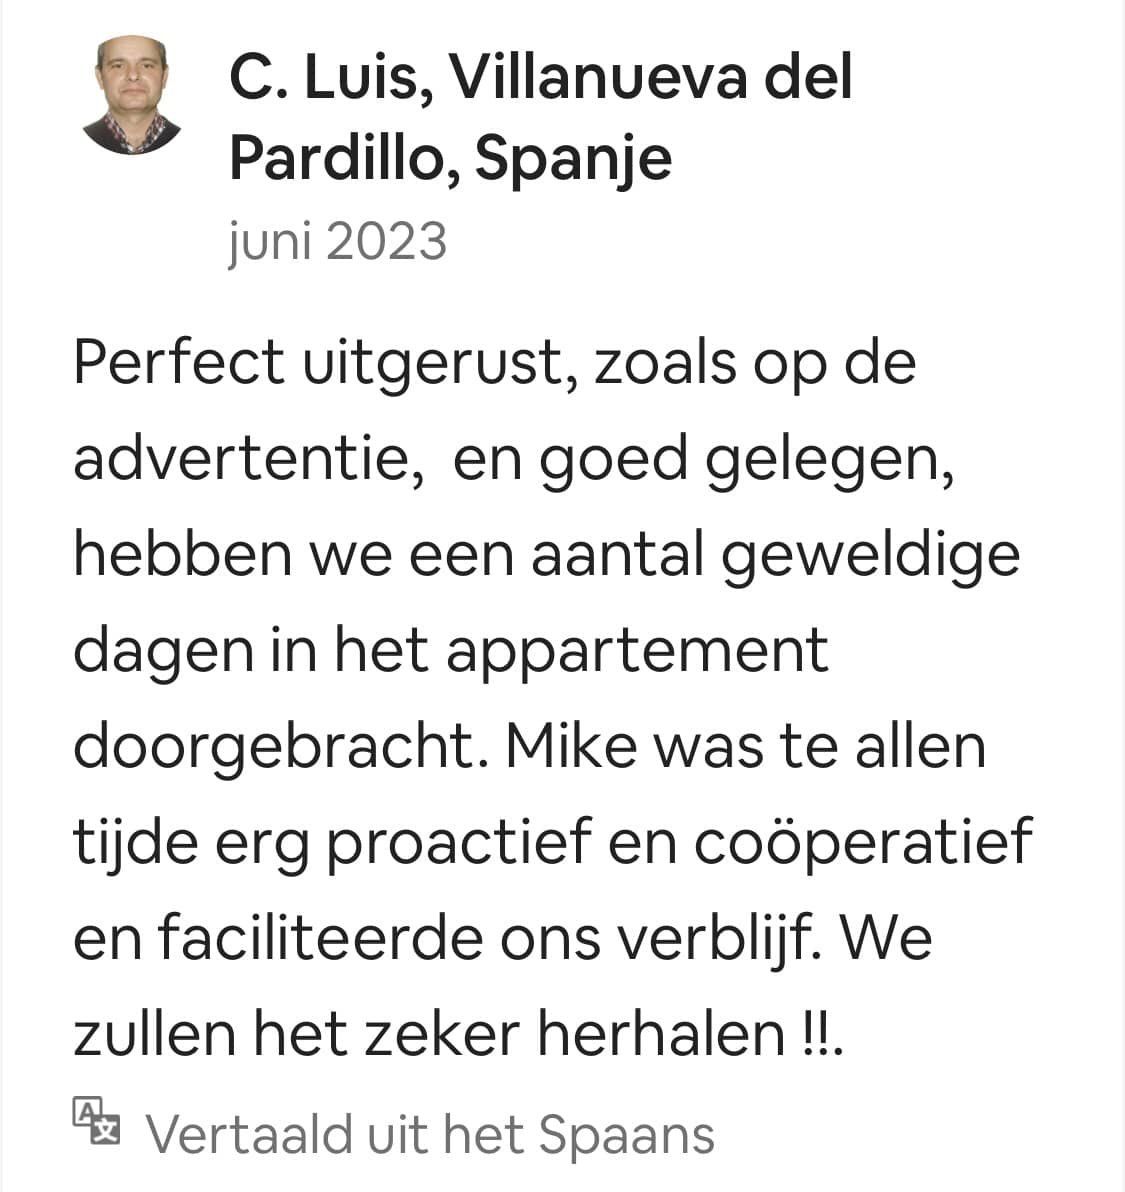 C. Luis, Villanueva del
Pardillo, Spanje
juni 2023
Perfect uitgerust, zoals op de
advertentie,  en goed gelegen,
hebben we een aantal geweldige
dagen in het appartement
doorgebracht. Mike was te allen
tijde erg proactief en coöperatief
en faciliteerde ons verblijf. We
zullen het zeker herhalen !!.
Vertaald uit het Spaans